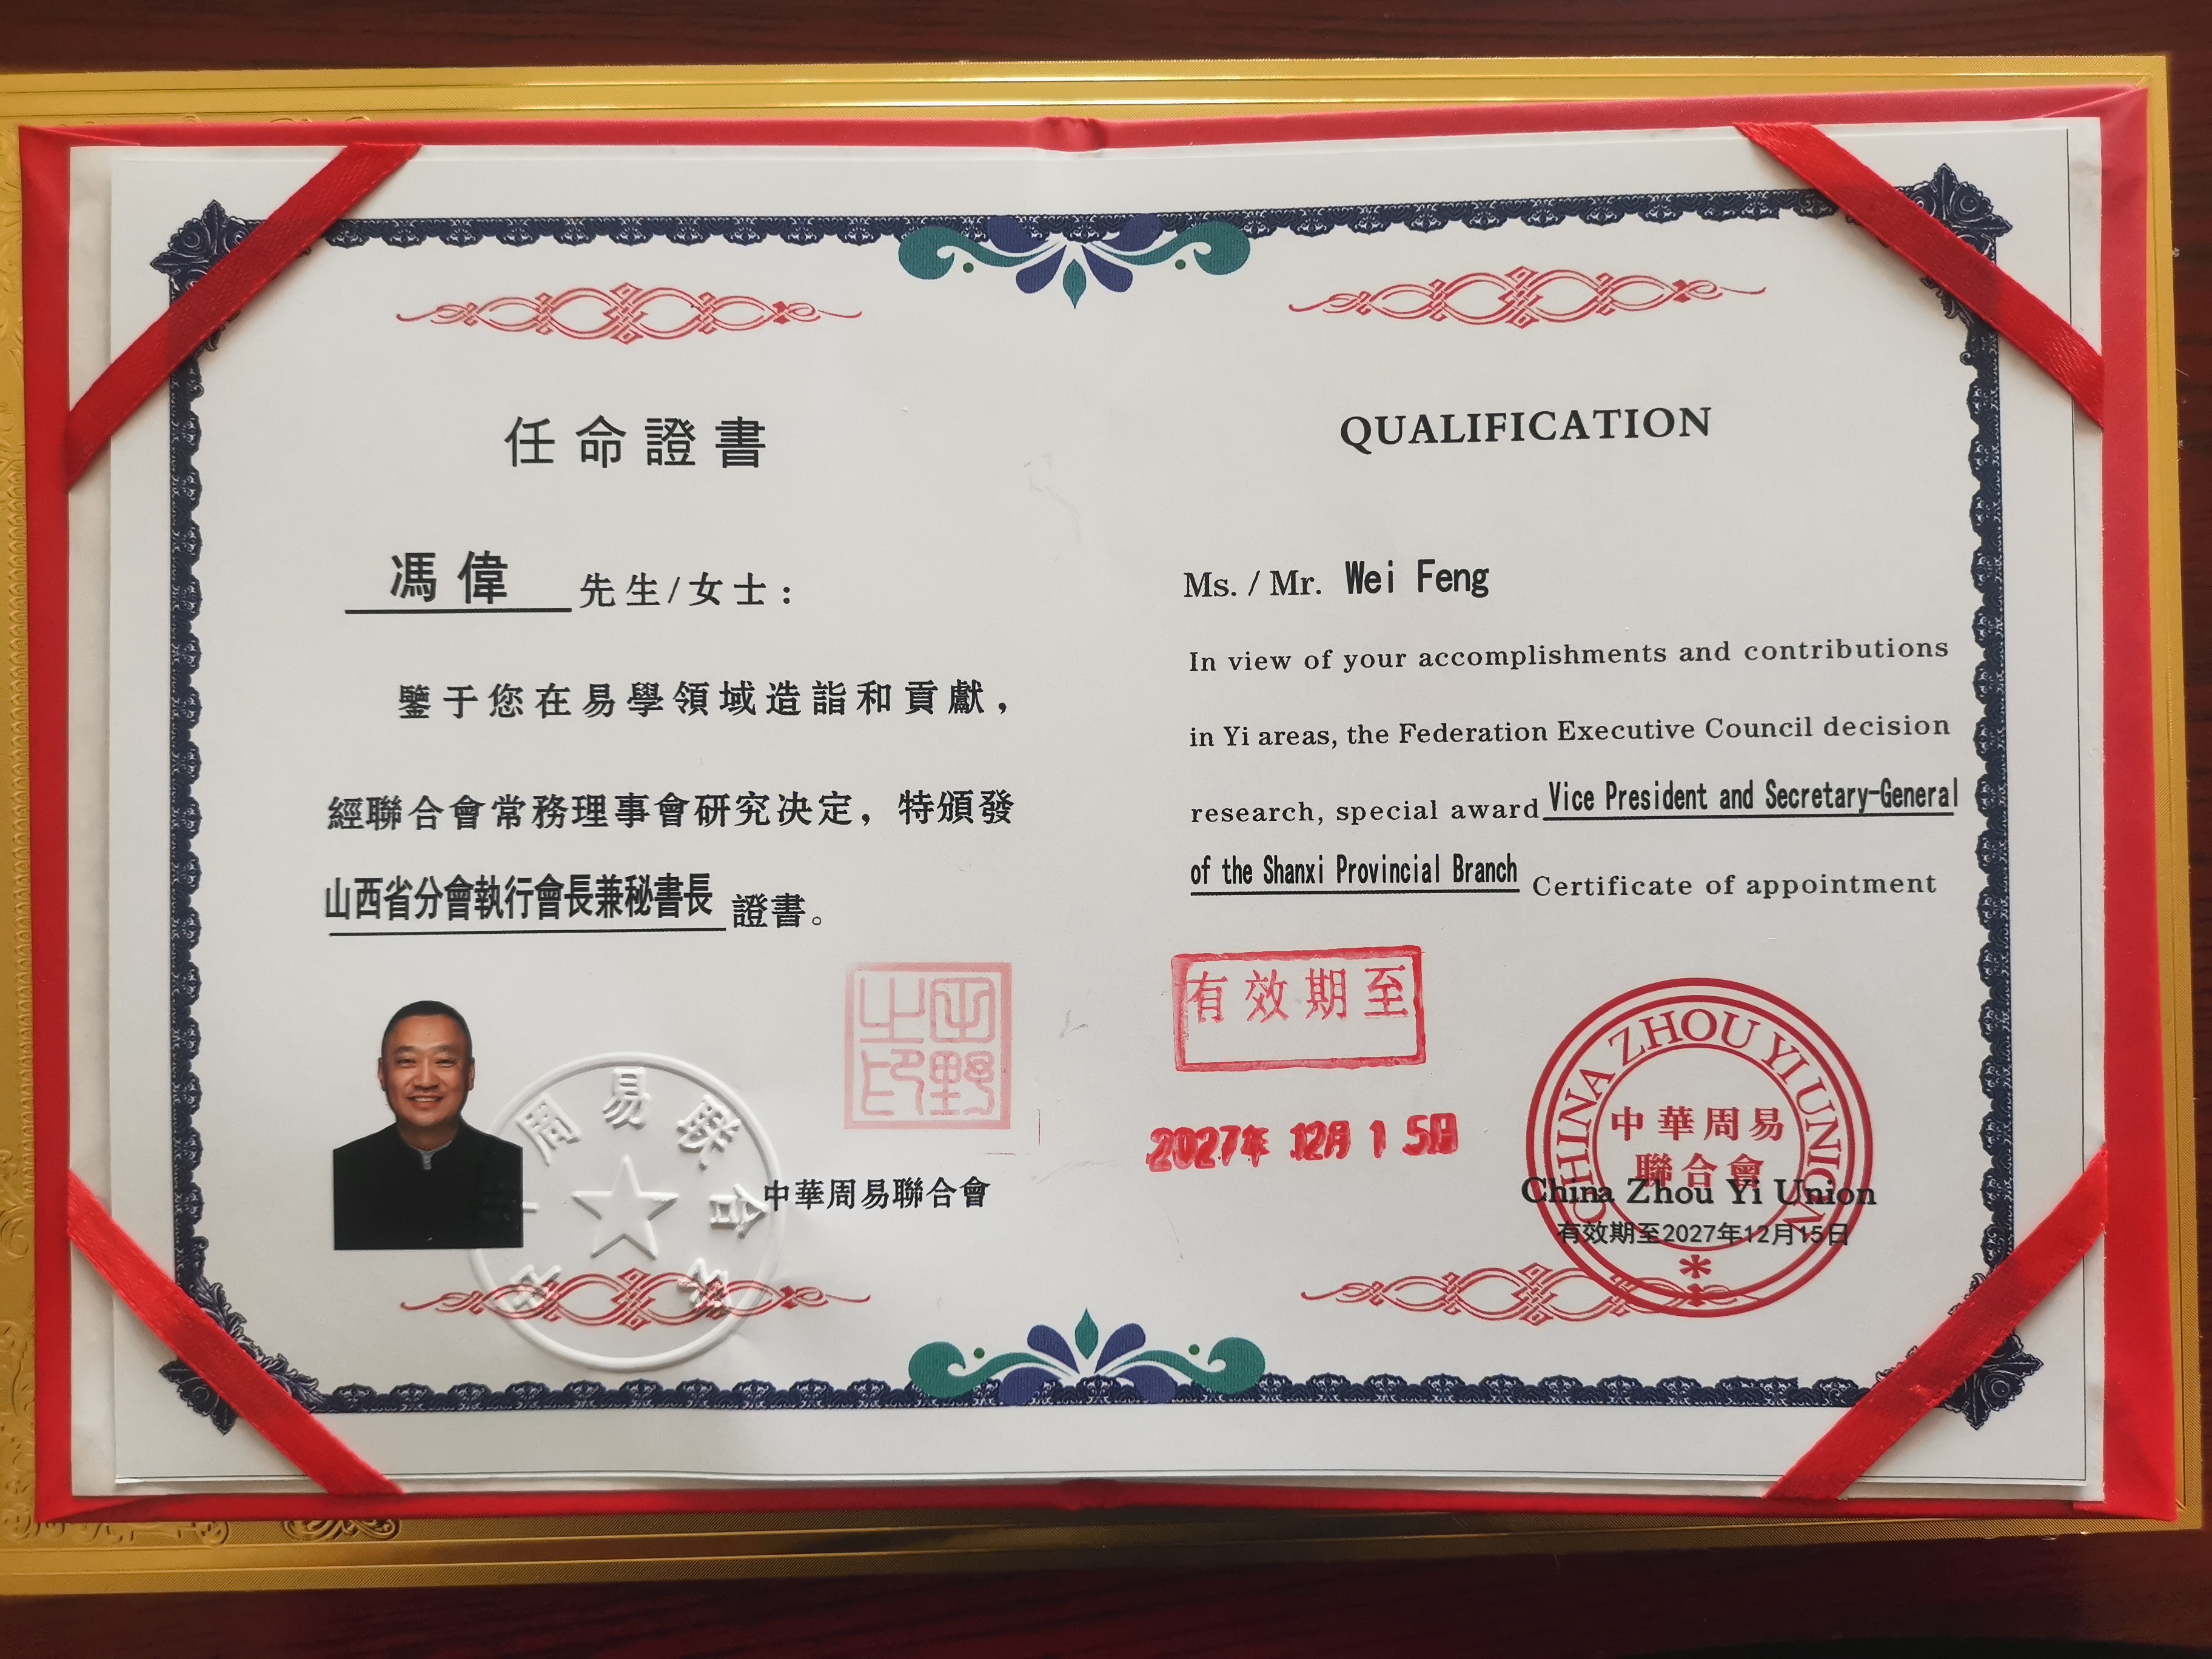 任命證書
馮偉 先生/女士：
鑒于您在易學領域造詣和貢獻，
經聯合會常務理事會研究决定，特頒發
山西省分會執行會長兼秘書長 證書。
周易联合会
中華周易聯合會
QUALIFICATION
Ms. / Mr. Wei Feng
In view of your accomplishments and contributions
in Yi areas, the Federation Executive Council decision
research, special award Vice President and Secretary-General
of the Shanxi Provincial Branch Certificate of appointment
有效期至
2027年 12月 1 5日
CHINA ZHOU YI UNION
中華周易
聯合會
China Zhou Yi Union
有效期至2027年12月15日